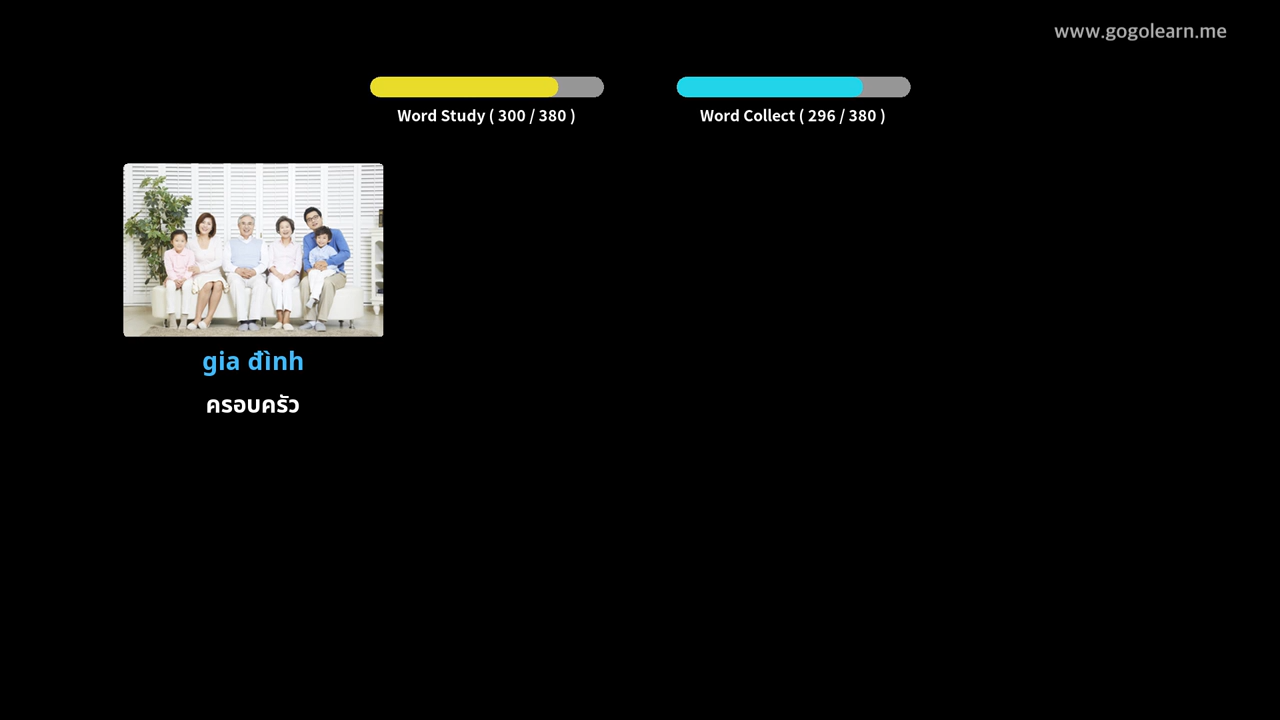 www.gogolearn.me
Word Study ( 300 / 380 )
Word Collect ( 296 / 380 )
gia đình
ครอบครัว